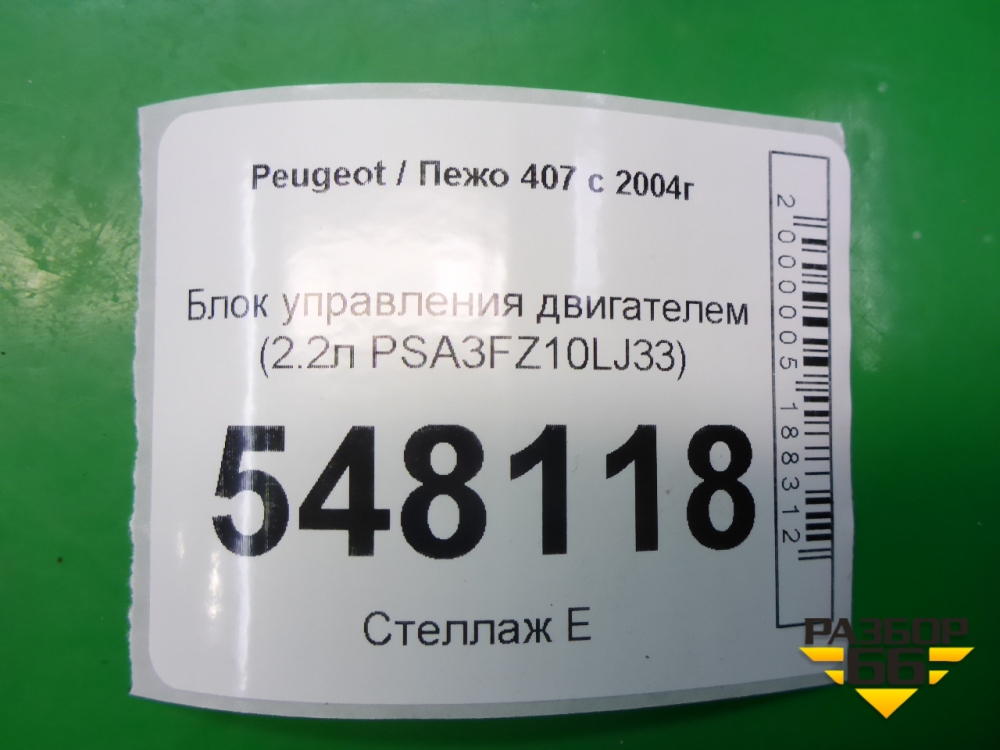 Peugeot / Пежо 407 с 2004г
Блок управления двигателем
(2.2л PSA3FZ10LJ33)
548118
Стеллаж Е
2000005188312
РАЗБОР
66